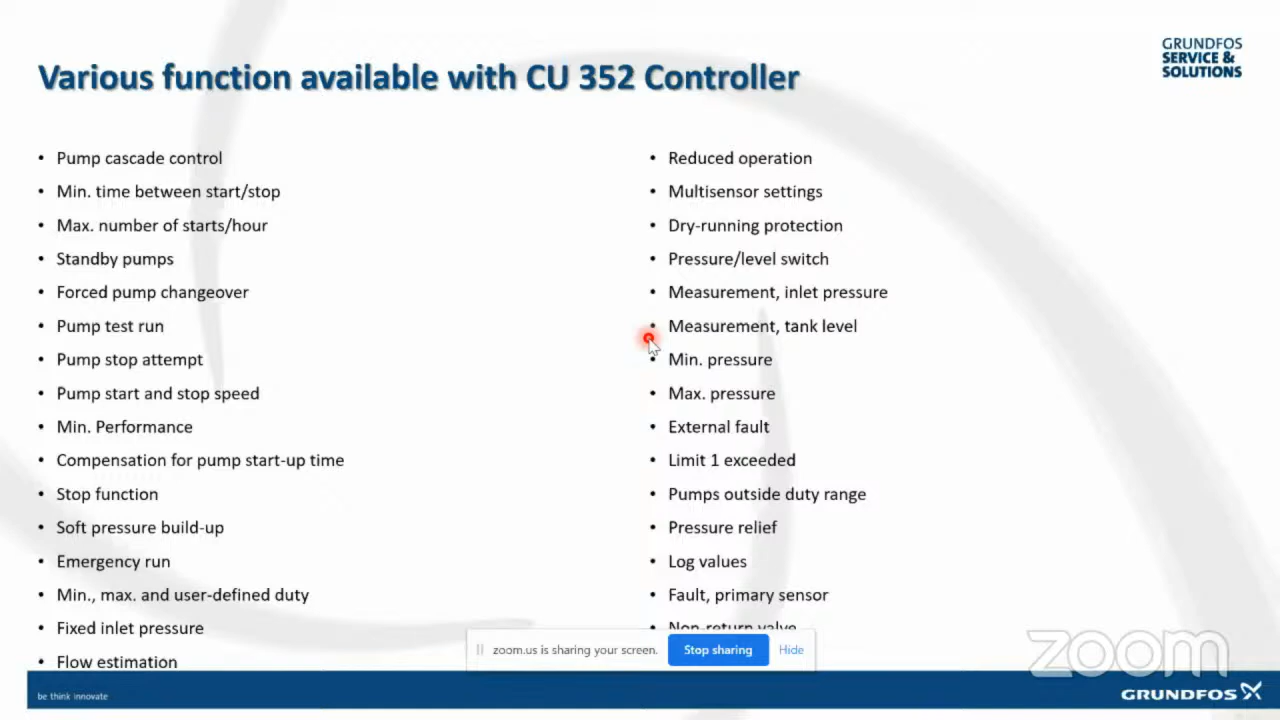 GRUNDFOS
SERVICE &
SOLUTIONS
Various function available with CU 352 Controller
• Pump cascade control
• Min. time between start/stop
• Max. number of starts/hour
• Standby pumps
• Forced pump changeover
• Pump test run
• Pump stop attempt
• Pump start and stop speed
• Min. Performance
• Compensation for pump start-up time
• Stop function
• Soft pressure build-up
• Emergency run
• Min., max. and user-defined duty
• Fixed inlet pressure
• Flow estimation
• Reduced operation
• Multisensor settings
• Dry-running protection
• Pressure/level switch
• Measurement, inlet pressure
• Measurement, tank level
• Min. pressure
• Max. pressure
• External fault
• Limit 1 exceeded
• Pumps outside duty range
• Pressure relief
• Log values
• Fault, primary sensor
• Non-return valve
zoom.us is sharing your screen. Stop sharing Hide
zoom
be think innovate
GRUNDFOS